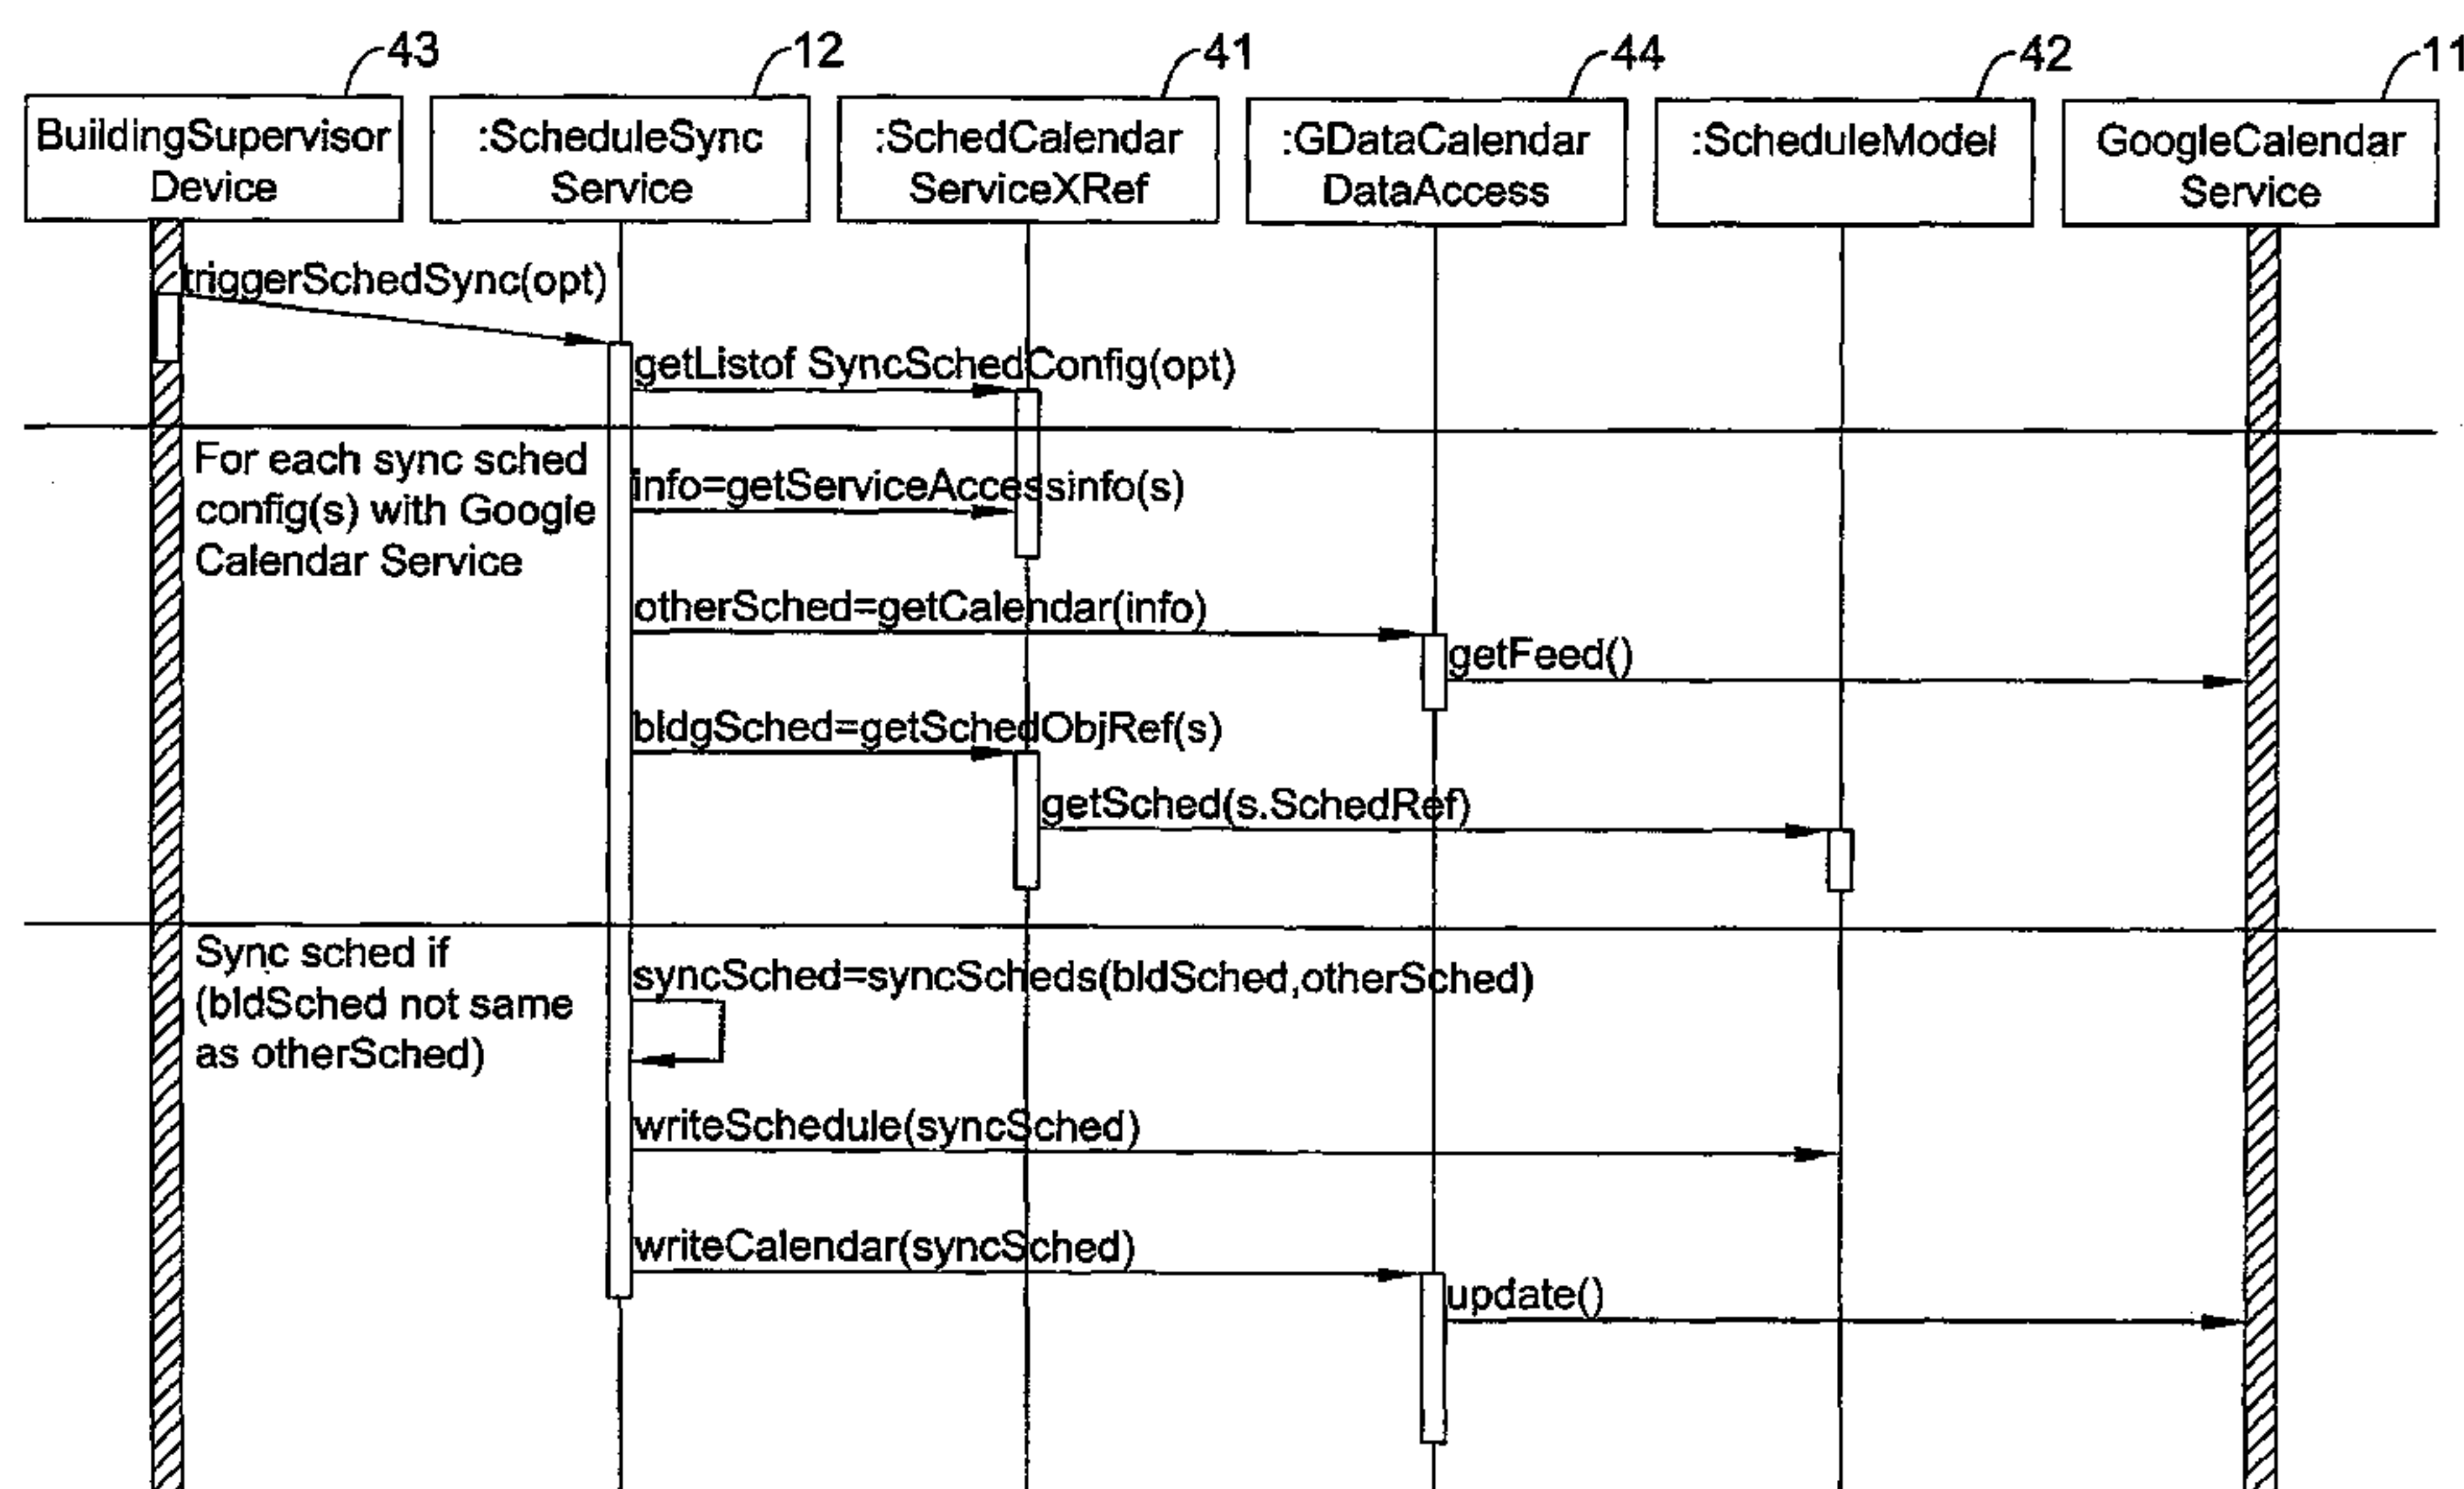 43
12
41
44
42
11
BuildingSupervisor
Device
:ScheduleSync
Service
:SchedCalendar
ServiceXRef
:GDataCalendar
DataAccess
:ScheduleModel
GoogleCalendar
Service
triggerSchedSync(opt)
getListof SyncSchedConfig(opt)
For each sync sched
config(s) with Google
Calendar Service
info=getServiceAccessinfo(s)
otherSched=getCalendar(info)
getFeed()
bldgSched=getSchedObjRef(s)
getSched(s.SchedRef)
Sync sched if
(bldSched not same
as otherSched)
syncSched=syncScheds(bldSched,otherSched)
writeSchedule(syncSched)
writeCalendar(syncSched)
update()